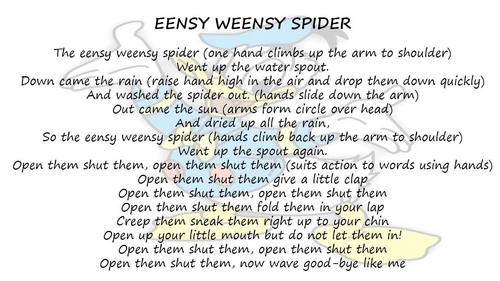 EENSY WEENSY SPIDER
The eensy weensy spider (one hand climbs up the arm to shoulder)
Went up the water spout.
Down came the rain (raise hand high in the air and drop them down quickly)
And washed the spider out. (hands slide down the arm)
Out came the sun (arms form circle over head)
And dried up all the rain,
So the eensy weensy spider (hands climb back up the arm to shoulder)
Went up the spout again.
Open them shut them, open them shut them (suits action to words using hands)
Open them shut them give a little clap
Open them shut them, open them shut them
Open them shut them fold them in your lap
Creep them sneak them right up to your chin
Open up your little mouth but do not let them in!
Open them shut them, open them shut them
Open them shut them, now wave good-bye like me